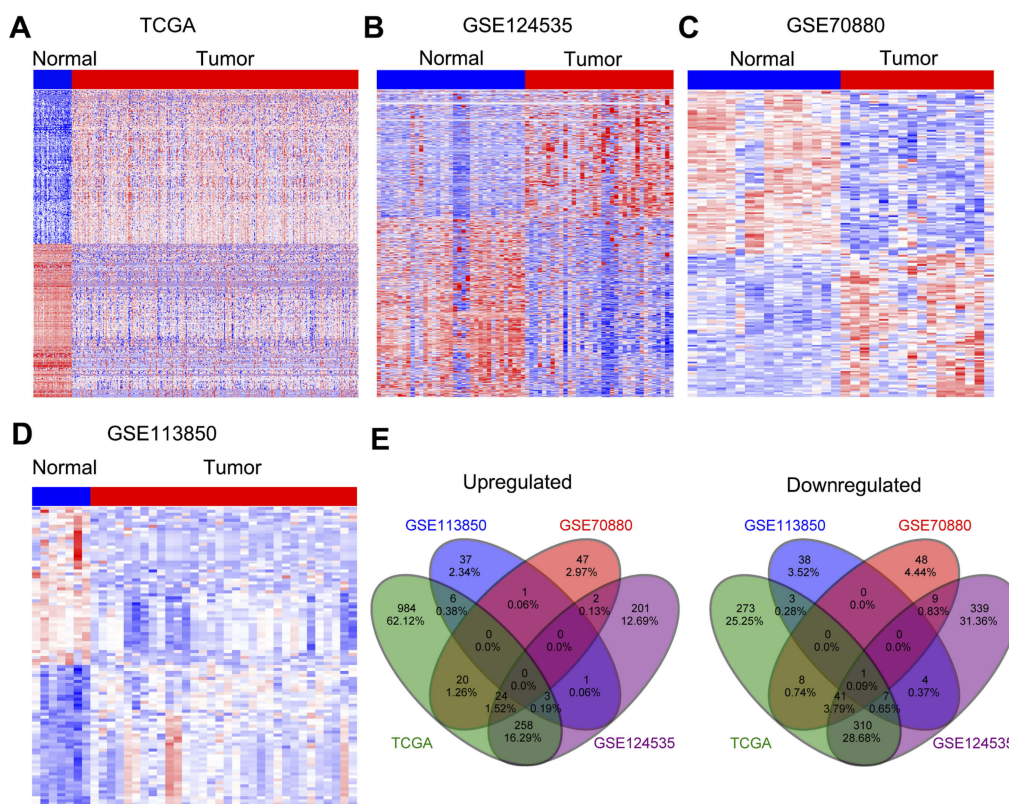 A
TCGA
Normal
Tumor
B
GSE124535
Normal
Tumor
C
GSE70880
Normal
Tumor
D
GSE113850
Normal
Tumor
E
Upregulated
GSE113850
GSE70880
37
2.34%
47
2.97%
984
62.12%
6
0.38%
1
0.06%
2
0.13%
201
12.69%
0
0.0%
0
0.0%
20
1.26%
0
0.0%
1
0.06%
24
1.52%
3
0.19%
258
16.29%
TCGA
GSE124535
Downregulated
GSE113850
GSE70880
38
3.52%
48
4.44%
273
25.25%
3
0.28%
0
0.0%
9
0.83%
339
31.36%
0
0.0%
0
0.0%
8
0.74%
1
0.09%
4
0.37%
41
3.79%
7
0.65%
310
28.68%
TCGA
GSE124535